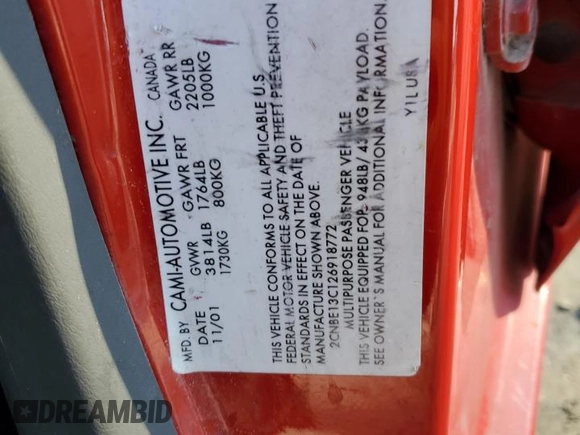 MFD. BY CAMI-AUTOMOTIVE INC. CANADA
DATE GVWR GAWR FRT GAWR RR
11/01 3814LB 1764LB 2205LB
1730KG 800KG 1000KG
THIS VEHICLE CONFORMS TO ALL APPLICABLE U.S
FEDERAL MOTOR VEHICLE SAFETY AND THEFT PREVENTION
STANDARDS IN EFFECT ON THE DATE OF
MANUFACTURE SHOWN ABOVE.
2CNBE13C126918772
MULTIPURPOSE PASSENGER VEHICLE
THIS VEHICLE EQUIPPED FOR 948LB/ KG PAYLOAD.
SEE OWNER'S MANUAL FOR ADDITIONAL INFORMATION.
YILUSA
DREAMBID